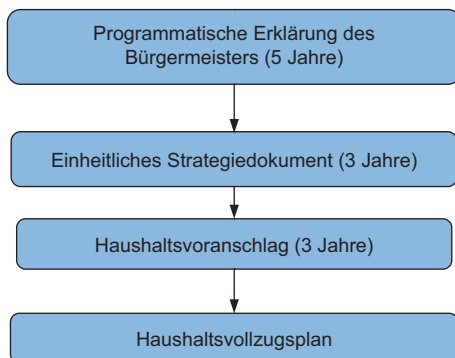 Programmatische Erklärung des
Bürgermeisters (5 Jahre)
Einheitliches Strategiedokument (3 Jahre)
Haushaltsvoranschlag (3 Jahre)
Haushaltsvollzugsplan